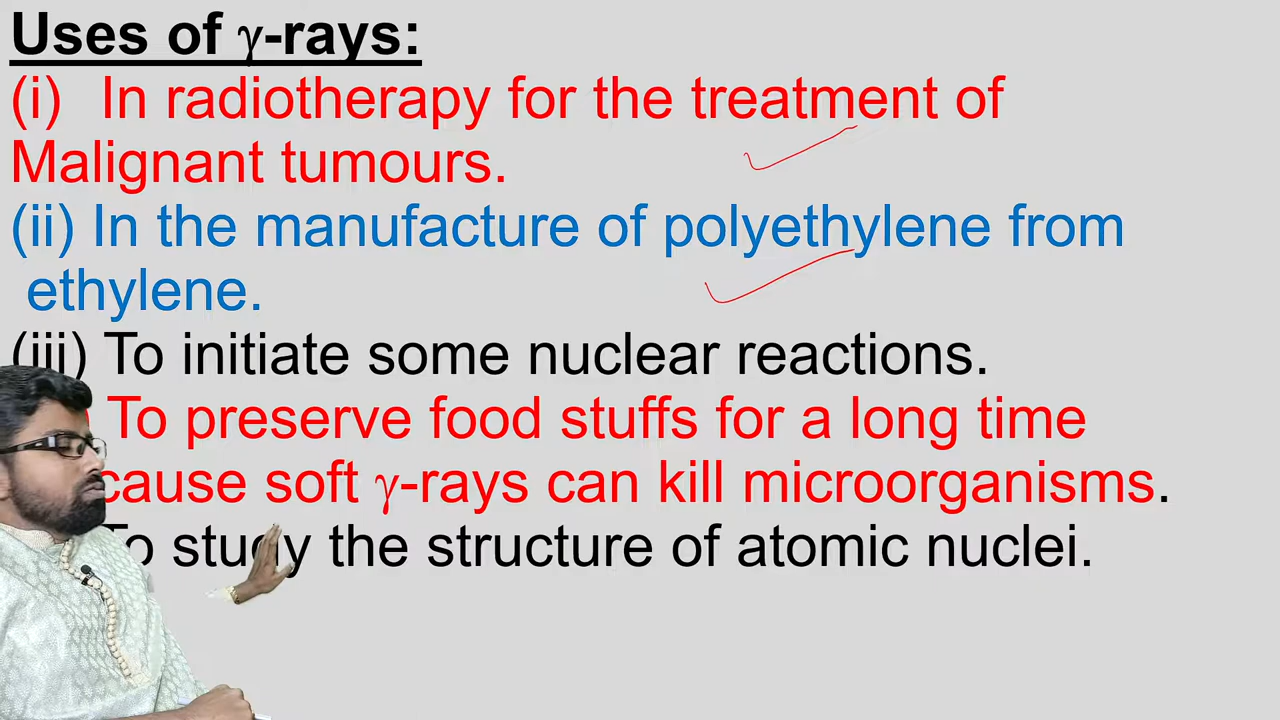 Uses of γ-rays:
(i) In radiotherapy for the treatment of
Malignant tumours.
(ii) In the manufacture of polyethylene from
ethylene.
(iii) To initiate some nuclear reactions.
To preserve food stuffs for a long time
cause soft γ-rays can kill microorganisms.
To study the structure of atomic nuclei.